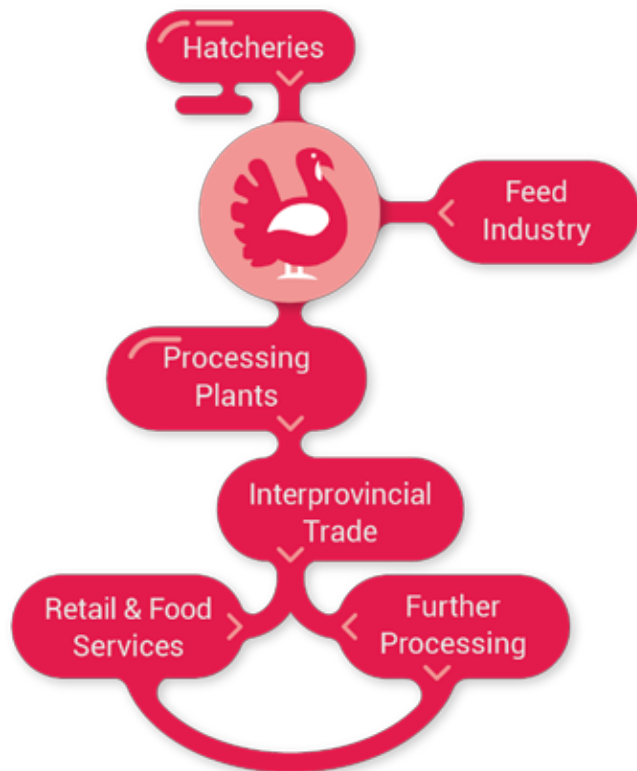 Hatcheries
Feed
Industry
Processing
Plants
Interprovincial
Trade
Retail & Food
Services
Further
Processing